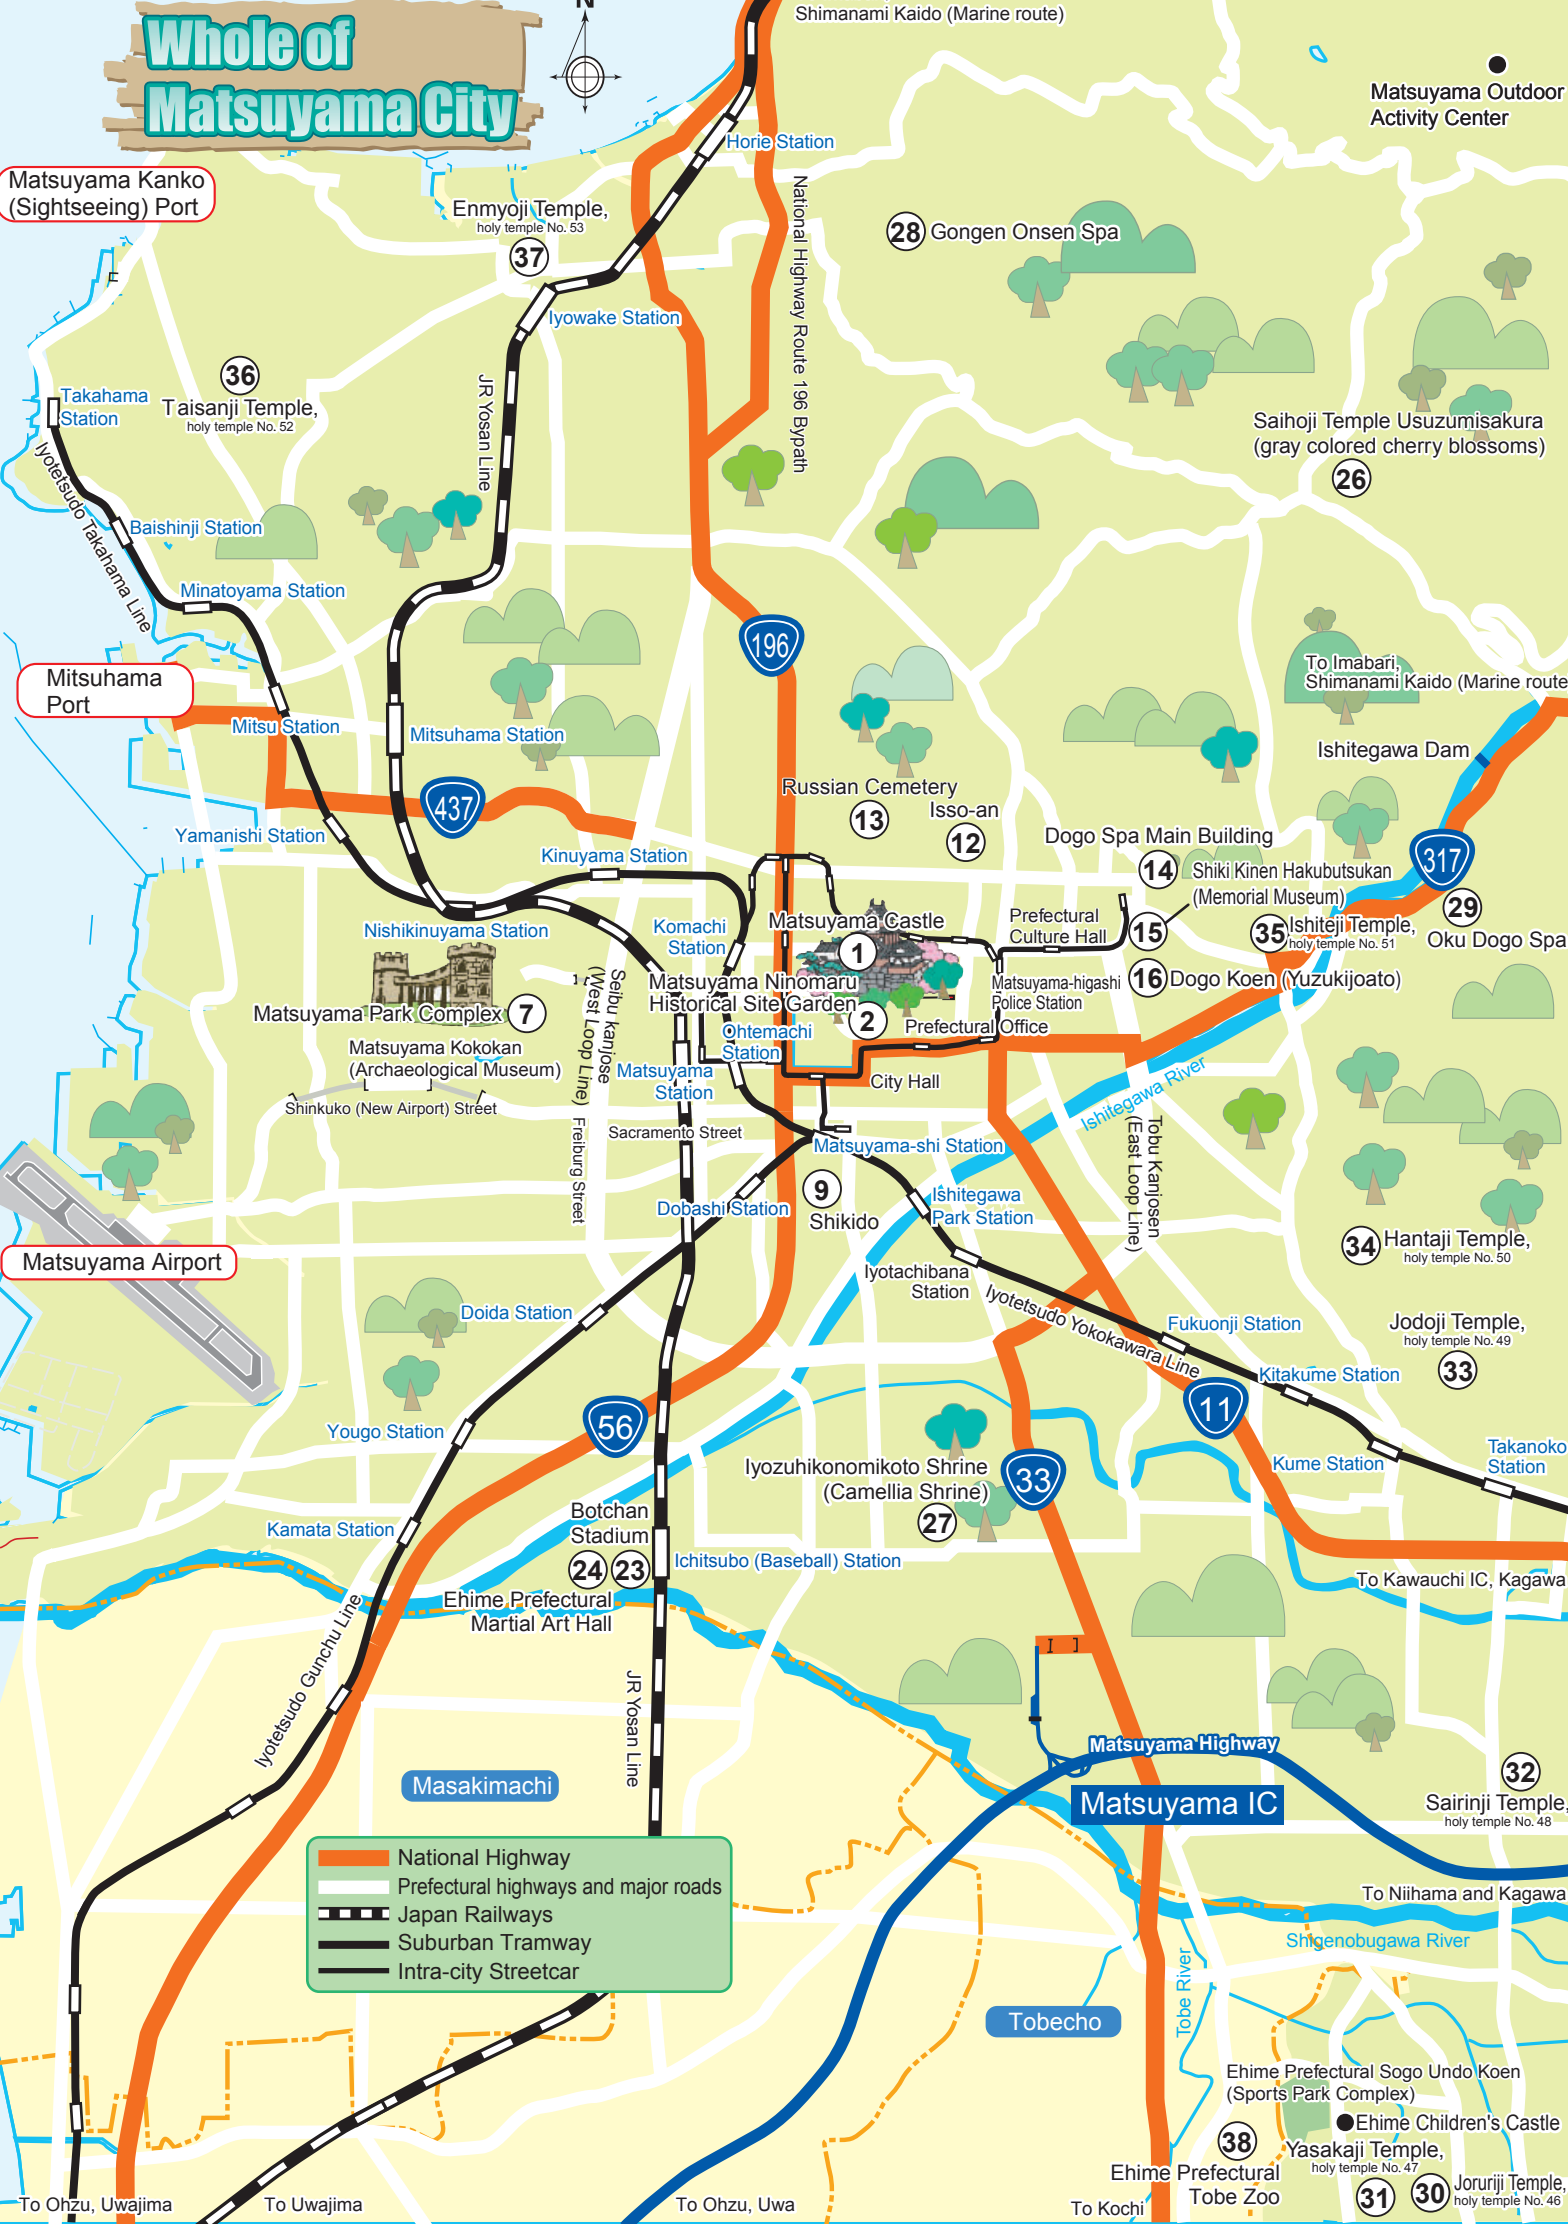 Whole of
Matsuyama City
N
Shimanami Kaido (Marine route)
Matsuyama Outdoor
Activity Center
Horie Station
Matsuyama Kanko
(Sightseeing) Port
Enmyoji Temple,
holy temple No. 53
37
National Highway Route 196 Bypath
28 Gongen Onsen Spa
Iyowake Station
36
Taisanji Temple,
holy temple No. 52
Takahama
Station
JR Yosan Line
Iyotetsudo Takahama Line
Saihoji Temple Usuzumisakura
(gray colored cherry blossoms)
26
Baishinji Station
Minatoyama Station
196
To Imabari,
Shimanami Kaido (Marine route
Mitsuhama
Port
Mitsu Station
Mitsuhama Station
Ishitegawa Dam
437
Russian Cemetery
13
Isso-an
12
Yamanishi Station
Kinuyama Station
Dogo Spa Main Building
14
317
Shiki Kinen Hakubutsukan
(Memorial Museum)
15
29
Oku Dogo Spa
35
Ishiteji Temple,
holy temple No. 51
Nishikinuyama Station
Komachi
Station
Matsuyama Castle
1
Prefectural
Culture Hall
Matsuyama Ninomaru
Historical Site Garden
2
Matsuyama-higashi
Police Station
16 Dogo Koen (Yuzukijoato)
Matsuyama Park Complex 7
Seibu kanjose
(West Loop Line)
Ohtemachi
Station
Prefectural Office
Matsuyama Kokokan
(Archaeological Museum)
Matsuyama
Station
City Hall
Ishitegawa River
Shinkuko (New Airport) Street
Freiburg Street
Sacramento Street
Matsuyama-shi Station
Tobu Kanjosen
(East Loop Line)
Dobashi Station
9
Shikido
Ishitegawa
Park Station
Matsuyama Airport
34 Hantaji Temple,
holy temple No. 50
Iyotachibana
Station
Iyotetsudo Yokokawara Line
Doida Station
Fukuonji Station
Jodoji Temple,
holy temple No. 49
33
Kitakume Station
11
Yougo Station
56
Iyozuhikonomikoto Shrine
(Camellia Shrine)
27
33
Kume Station
Takanoko
Station
Kamata Station
Botchan
Stadium
24 23
Ichitsubo (Baseball) Station
Ehime Prefectural
Martial Art Hall
To Kawauchi IC, Kagawa
Iyotetsudo Gunchu Line
JR Yosan Line
Matsuyama Highway
Matsuyama IC
Masakimachi
32
Sairinji Temple,
holy temple No. 48
National Highway
Prefectural highways and major roads
Japan Railways
Suburban Tramway
Intra-city Streetcar
To Niihama and Kagawa
Shigenobugawa River
Tobe River
Tobecho
Ehime Prefectural Sogo Undo Koen
(Sports Park Complex)
Ehime Children's Castle
38
Ehime Prefectural
Tobe Zoo
Yasakaji Temple,
holy temple No. 47
31
30 Joruriji Temple,
holy temple No. 46
To Ohzu, Uwajima
To Uwajima
To Ohzu, Uwa
To Kochi